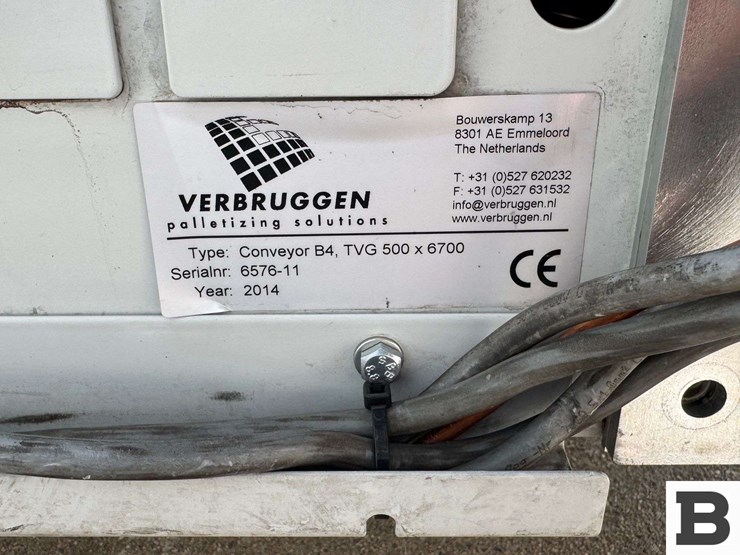 VERBRUGGEN
palletizing solutions
Bouwerskamp 13
8301 AE Emmeloord
The Netherlands
T: +31 (0)527 620232
F: +31 (0)527 631532
info@verbruggen.nl
www.verbruggen.nl
Type: Conveyor B4, TVG 500 x 6700
Serialnr: 6576-11
Year: 2014
CE
8.8
B